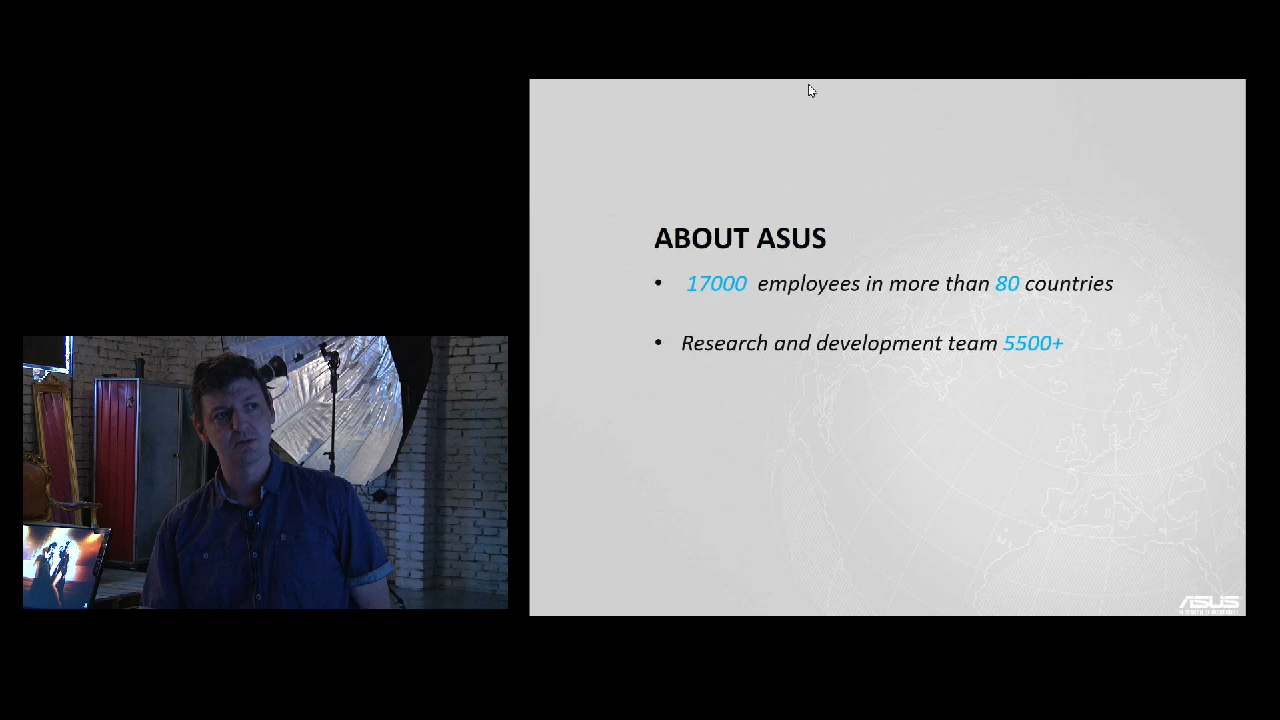 ABOUT ASUS
• 17000 employees in more than 80 countries
• Research and development team 5500+
ASUS